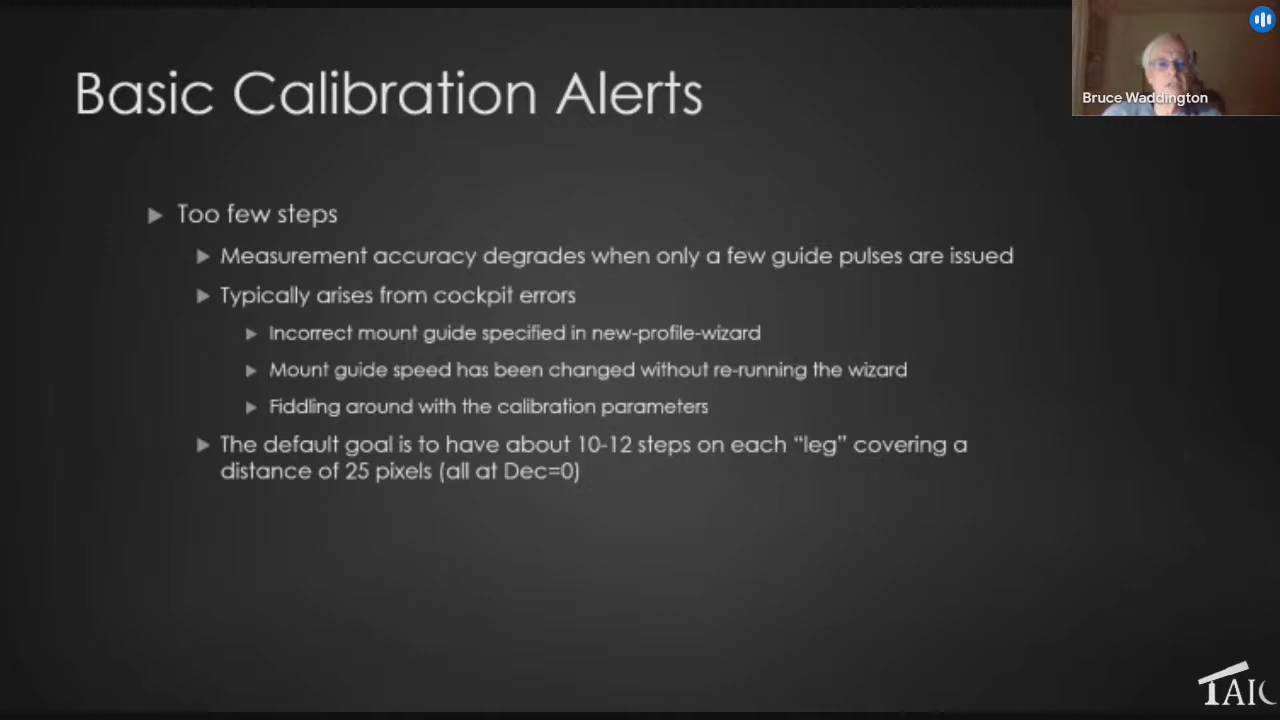 Basic Calibration Alerts
Bruce Waddington
Too few steps
Measurement accuracy degrades when only a few guide pulses are issued
Typically arises from cockpit errors
Incorrect mount guide specified in new-profile-wizard
Mount guide speed has been changed without re-running the wizard
Fiddling around with the calibration parameters
The default goal is to have about 10-12 steps on each “leg” covering a
distance of 25 pixels (all at Dec=0)
TAIC